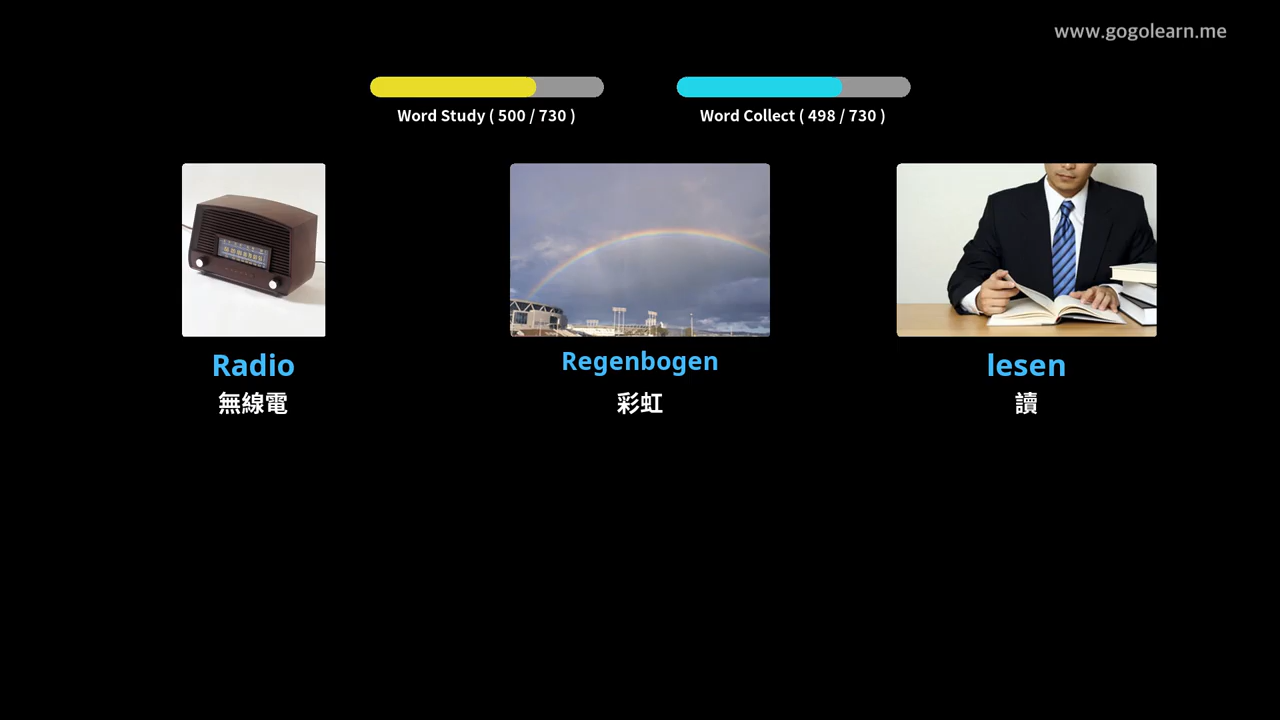 www.gogolearn.me
Word Study ( 500 / 730 )
Word Collect ( 498 / 730 )
Radio
無線電
Regenbogen
彩虹
lesen
讀